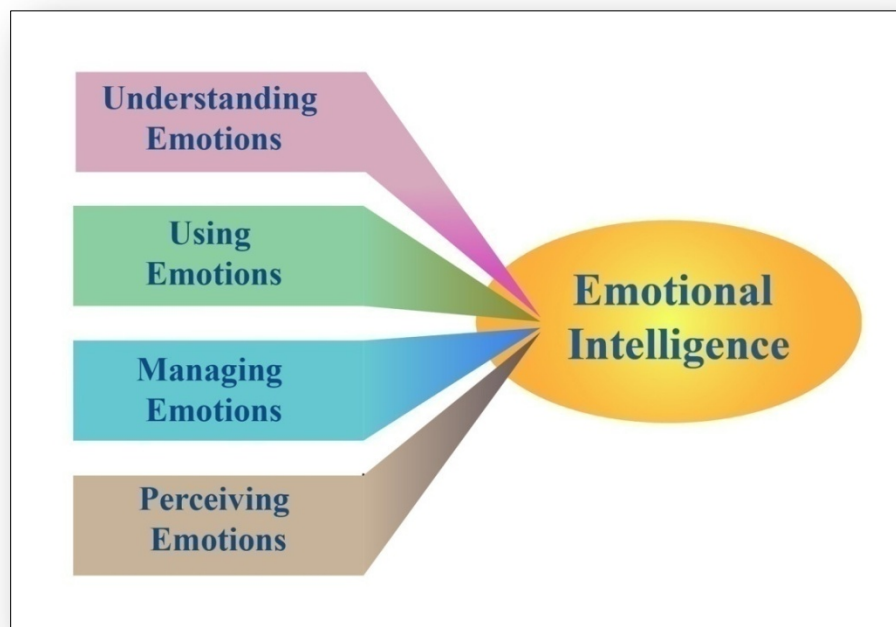 Understanding
Emotions
Using
Emotions
Managing
Emotions
Perceiving
Emotions
Emotional
Intelligence